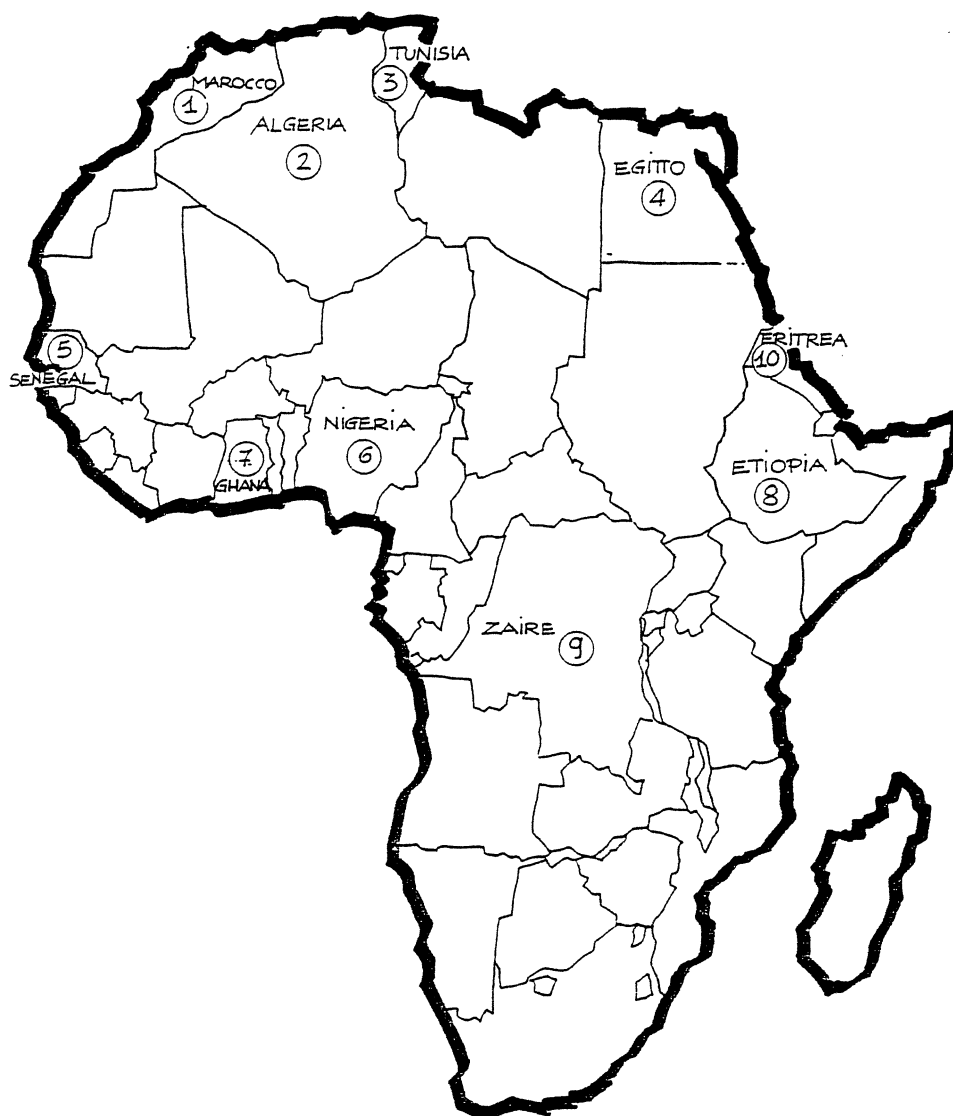 TUNISIA
3
MAROCCO
1
ALGERIA
2
EGITTO
4
5
SENEGAL
ERITREA
10
NIGERIA
6
7
GHANA
ETIOPIA
8
ZAIRE
9